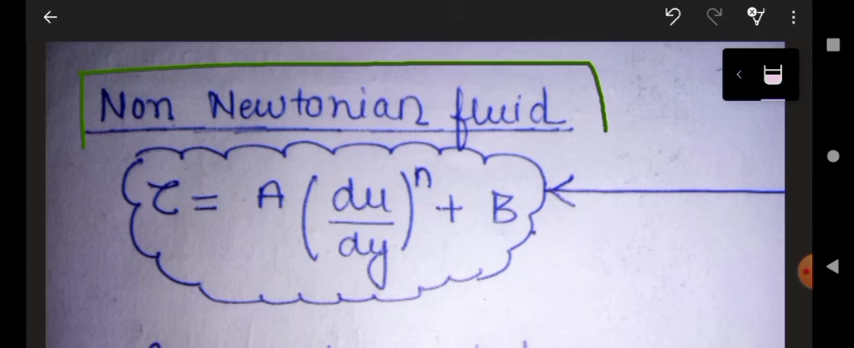 Non Newtonian fluid
τ = A (du/dy)ⁿ + B